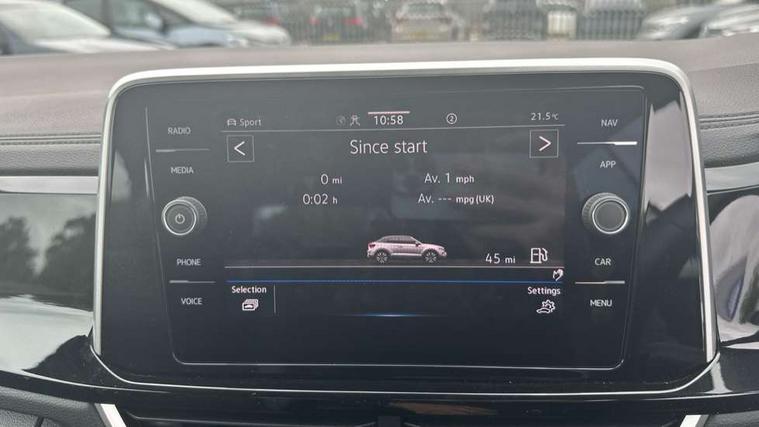 RADIO
MEDIA
PHONE
VOICE
Sport 10:58 2 21.5°C
< Since start >
0 mi Av. 1 mph
0:02 h Av. --- mpg (UK)
45 mi
Selection Settings
NAV
APP
CAR
MENU